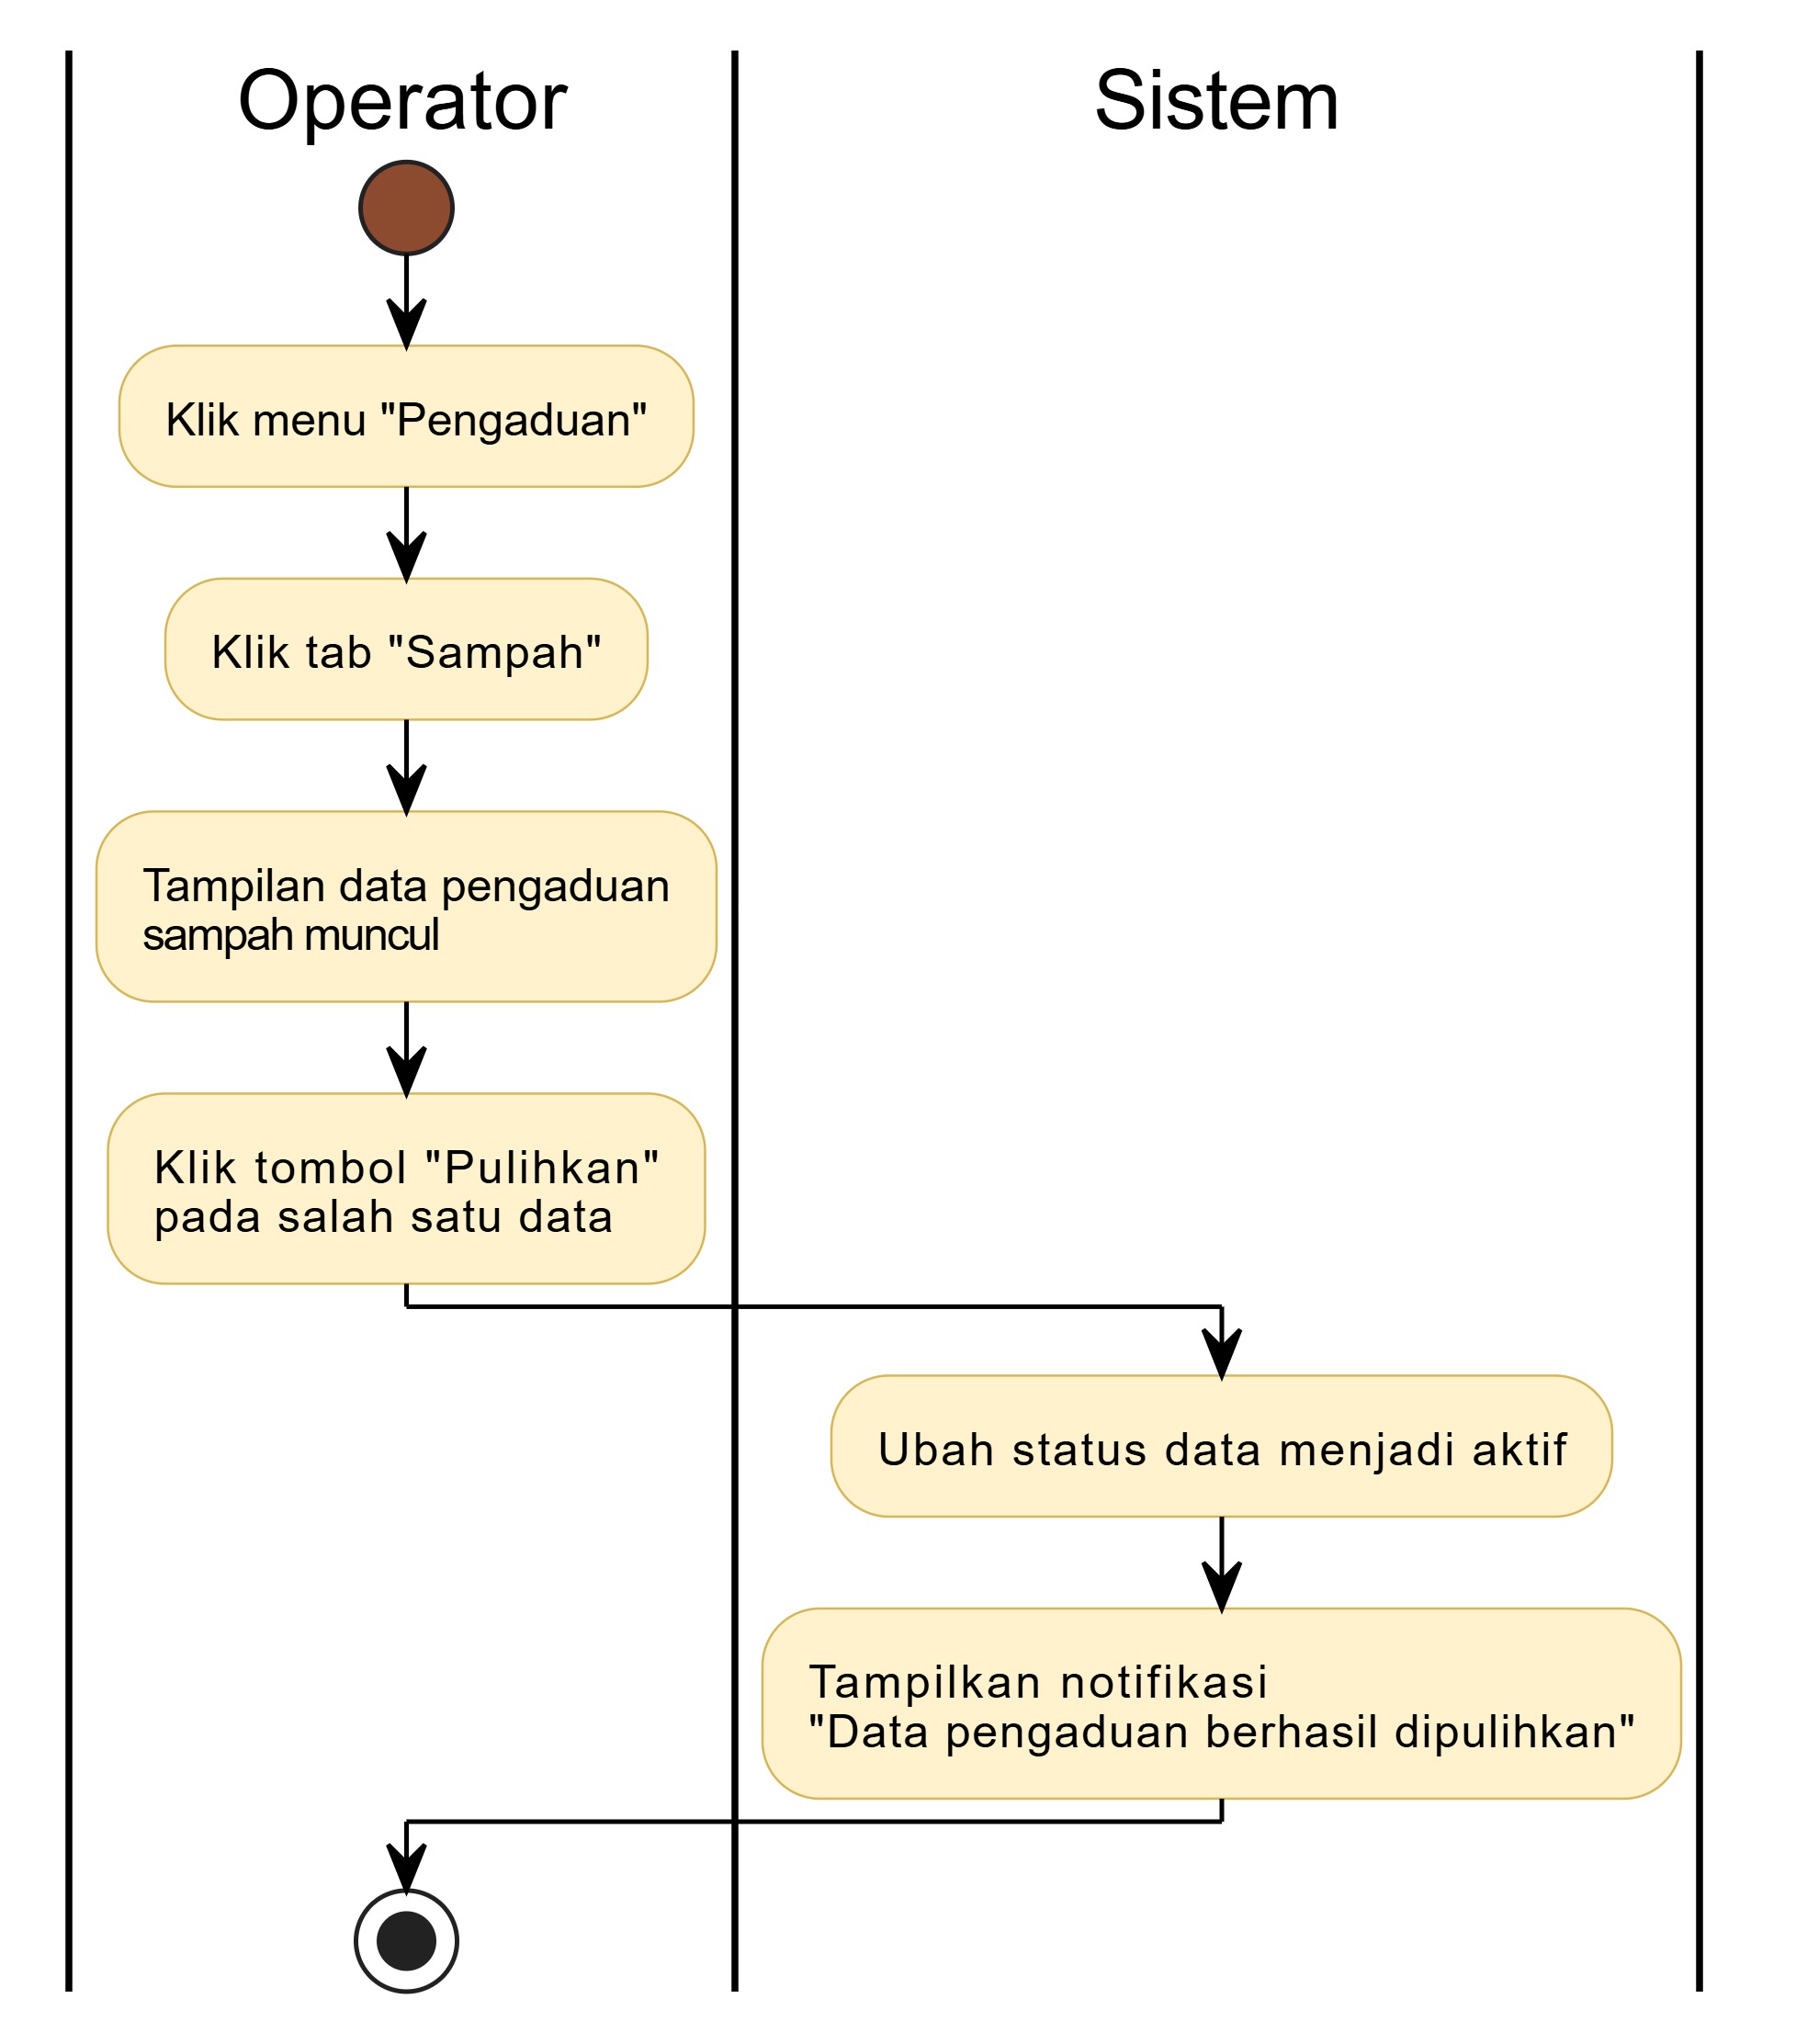 Operator
Sistem
Klik menu "Pengaduan"
Klik tab "Sampah"
Tampilan data pengaduan
sampah muncul
Klik tombol "Pulihkan"
pada salah satu data
Ubah status data menjadi aktif
Tampilkan notifikasi
"Data pengaduan berhasil dipulihkan"